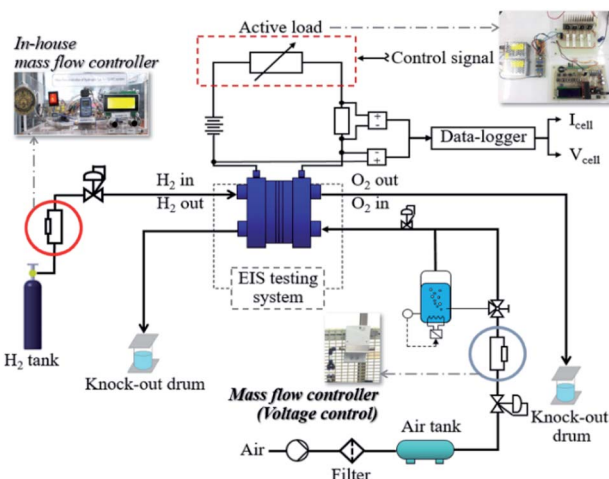 Active load
In-house
mass flow controller
Control signal
Data-logger
I_cell
V_cell
H₂ in
H₂ out
O₂ out
O₂ in
EIS testing
system
H₂ tank
Knock-out drum
Mass flow controller
(Voltage control)
Air tank
Air
Filter
Knock-out
drum